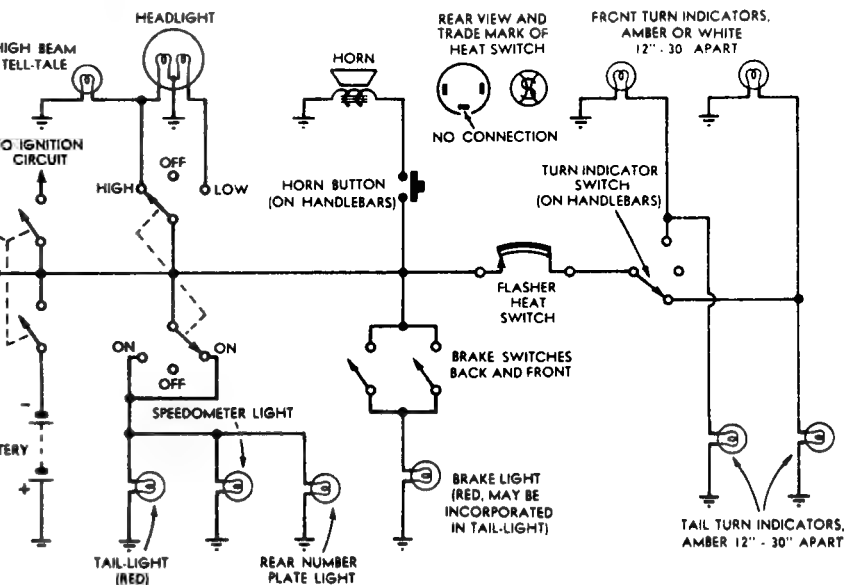 HEADLIGHT
HIGH BEAM
TELL-TALE
HORN
REAR VIEW AND
TRADE MARK OF
HEAT SWITCH
NO CONNECTION
FRONT TURN INDICATORS,
AMBER OR WHITE
12" - 30 APART
O IGNITION
CIRCUIT
OFF
HIGH
LOW
HORN BUTTON
(ON HANDLEBARS)
TURN INDICATOR
SWITCH
(ON HANDLEBARS)
FLASHER
HEAT
SWITCH
ON
ON
OFF
BRAKE SWITCHES
BACK AND FRONT
SPEEDOMETER LIGHT
-
TERY
+
BRAKE LIGHT
(RED, MAY BE
INCORPORATED
IN TAIL-LIGHT)
TAIL-LIGHT
(RED)
REAR NUMBER
PLATE LIGHT
TAIL TURN INDICATORS,
AMBER 12" - 30" APART